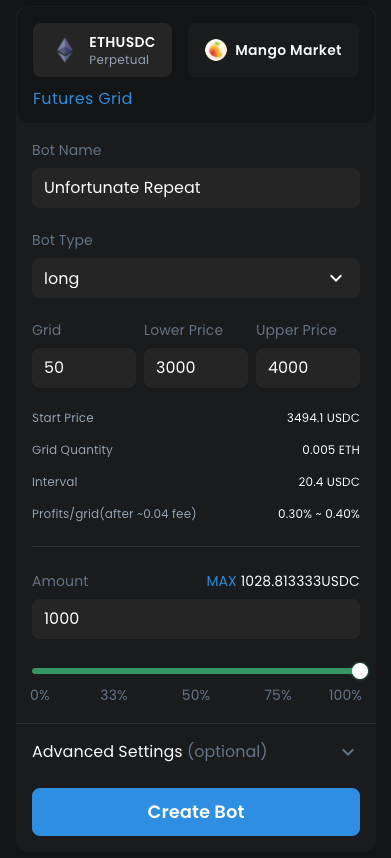 ETHUSDC
Perpetual
Mango Market
Futures Grid
Bot Name
Unfortunate Repeat
Bot Type
long
Grid Lower Price Upper Price
50 3000 4000
Start Price 3494.1 USDC
Grid Quantity 0.005 ETH
Interval 20.4 USDC
Profits/grid(after ~0.04 fee) 0.30% ~ 0.40%
Amount MAX 1028.813333USDC
1000
0% 33% 50% 75% 100%
Advanced Settings (optional)
Create Bot